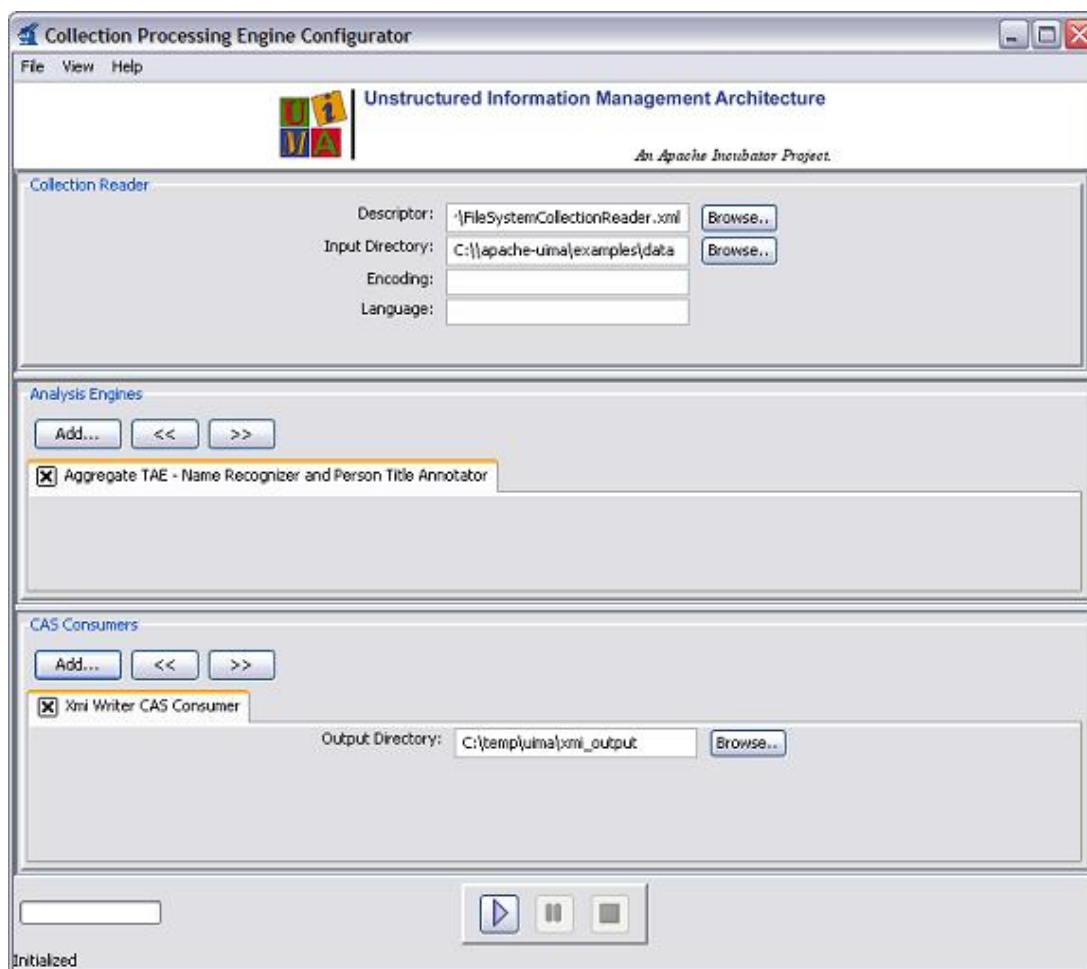 Collection Processing Engine Configurator
File View Help
U i M A
Unstructured Information Management Architecture
An Apache Incubator Project.
Collection Reader
Descriptor: \FileSystemCollectionReader.xml Browse..
Input Directory: C:\\apache-uima\examples\data Browse..
Encoding:
Language:
Analysis Engines
Add... << >>
Aggregate TAE - Name Recognizer and Person Title Annotator
CAS Consumers
Add... << >>
Xmi Writer CAS Consumer
Output Directory: C:\temp\uima\xmi_output Browse..
Initialized